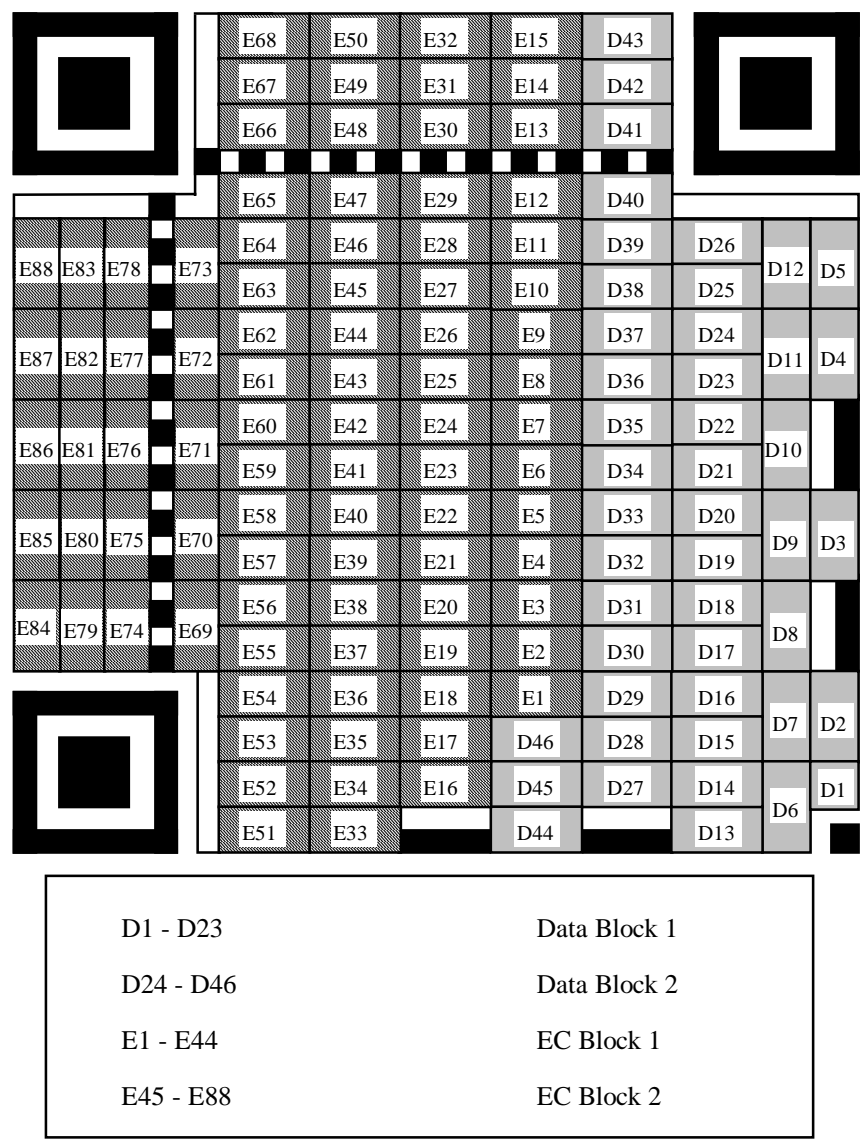 E68 E50 E32 E15 D43
E67 E49 E31 E14 D42
E66 E48 E30 E13 D41
E65 E47 E29 E12 D40
E64 E46 E28 E11 D39 D26
E88 E83 E78 E73 D12 D5
E63 E45 E27 E10 D38 D25
E62 E44 E26 E9 D37 D24
E87 E82 E77 E72 D11 D4
E61 E43 E25 E8 D36 D23
E60 E42 E24 E7 D35 D22
E86 E81 E76 E71 D10
E59 E41 E23 E6 D34 D21
E58 E40 E22 E5 D33 D20
E85 E80 E75 E70 D9 D3
E57 E39 E21 E4 D32 D19
E56 E38 E20 E3 D31 D18
E84 E79 E74 E69 D8
E55 E37 E19 E2 D30 D17
E54 E36 E18 E1 D29 D16
D7 D2
E53 E35 E17 D46 D28 D15
E52 E34 E16 D45 D27 D14 D1
D6
E51 E33 D44 D13
D1 - D23 Data Block 1
D24 - D46 Data Block 2
E1 - E44 EC Block 1
E45 - E88 EC Block 2